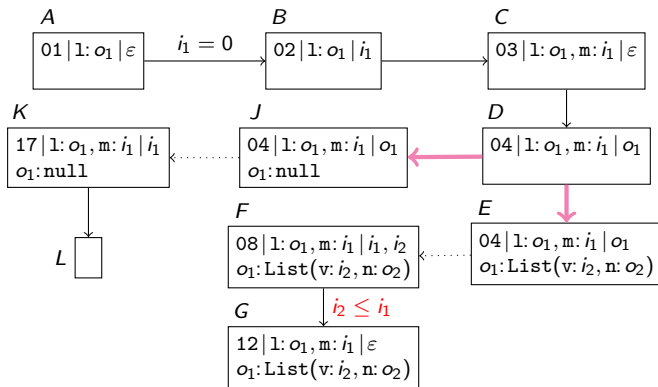 A
01 | l: o₁ | ε
i₁ = 0
B
02 | l: o₁ | i₁
C
03 | l: o₁, m: i₁ | ε
K
17 | l: o₁, m: i₁ | i₁
o₁: null
J
04 | l: o₁, m: i₁ | o₁
o₁: null
D
04 | l: o₁, m: i₁ | o₁
L
F
08 | l: o₁, m: i₁ | i₁, i₂
o₁: List(v: i₂, n: o₂)
E
04 | l: o₁, m: i₁ | o₁
o₁: List(v: i₂, n: o₂)
i₂ ≤ i₁
G
12 | l: o₁, m: i₁ | ε
o₁: List(v: i₂, n: o₂)